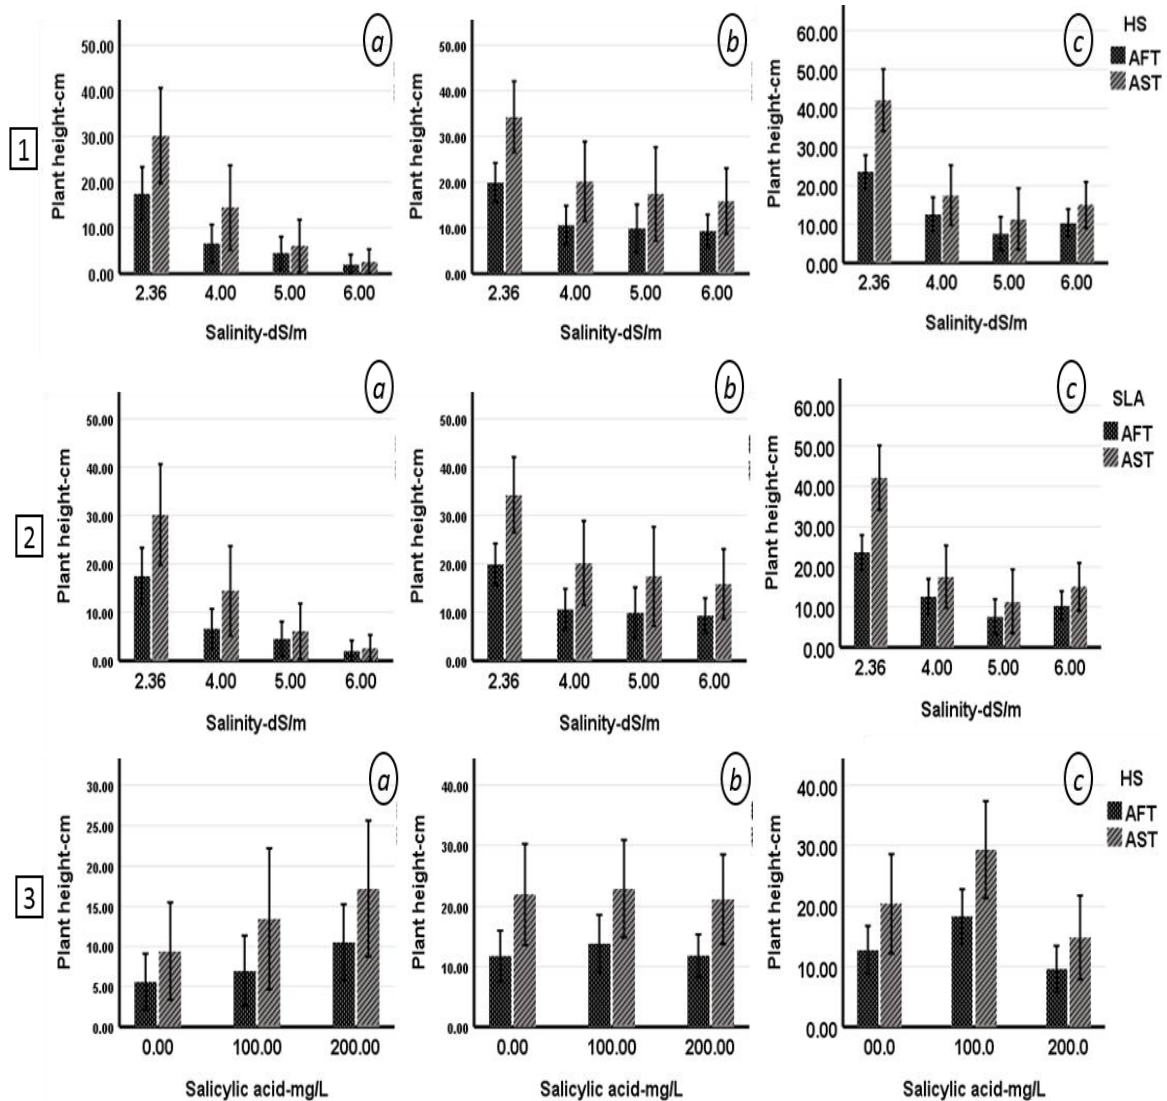 1
a
Plant height-cm
50.00
40.00
30.00
20.00
10.00
0.00
2.36 4.00 5.00 6.00
Salinity-dS/m
b
Plant height-cm
50.00
40.00
30.00
20.00
10.00
0.00
2.36 4.00 5.00 6.00
Salinity-dS/m
c
Plant height-cm
60.00
50.00
40.00
30.00
20.00
10.00
0.00
2.36 4.00 5.00 6.00
Salinity-dS/m
HS
AFT
AST
2
a
Plant height-cm
50.00
40.00
30.00
20.00
10.00
0.00
2.36 4.00 5.00 6.00
Salinity-dS/m
b
Plant height-cm
50.00
40.00
30.00
20.00
10.00
0.00
2.36 4.00 5.00 6.00
Salinity-dS/m
c
Plant height-cm
60.00
50.00
40.00
30.00
20.00
10.00
0.00
2.36 4.00 5.00 6.00
Salinity-dS/m
SLA
AFT
AST
3
a
Plant height-cm
30.00
25.00
20.00
15.00
10.00
5.00
0.00
0.00 100.00 200.00
Salicylic acid-mg/L
b
Plant height-cm
40.00
30.00
20.00
10.00
0.00
0.00 100.00 200.00
Salicylic acid-mg/L
c
Plant height-cm
40.00
30.00
20.00
10.00
0.00
00.0 100.0 200.0
Salicylic acid-mg/L
HS
AFT
AST